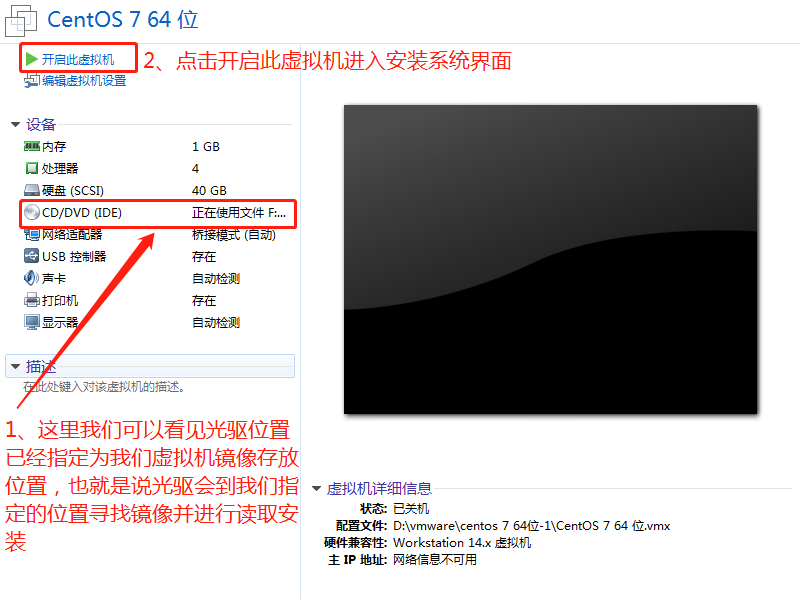 CentOS 7 64 位
开启此虚拟机
2、点击开启此虚拟机进入安装系统界面
编辑虚拟机设置
设备
内存 1 GB
处理器 4
硬盘 (SCSI) 40 GB
CD/DVD (IDE) 正在使用文件 F:...
网络适配器 桥接模式 (自动)
USB 控制器 存在
声卡 自动检测
打印机 存在
显示器 自动检测
描述
在此处键入对该虚拟机的描述。
1、这里我们可以看见光驱位置
已经指定为我们虚拟机镜像存放
位置，也就是说光驱会到我们指
定的位置寻找镜像并进行读取安
装
虚拟机详细信息
状态: 已关机
配置文件: D:\vmware\centos 7 64位-1\CentOS 7 64 位.vmx
硬件兼容性: Workstation 14.x 虚拟机
主 IP 地址: 网络信息不可用